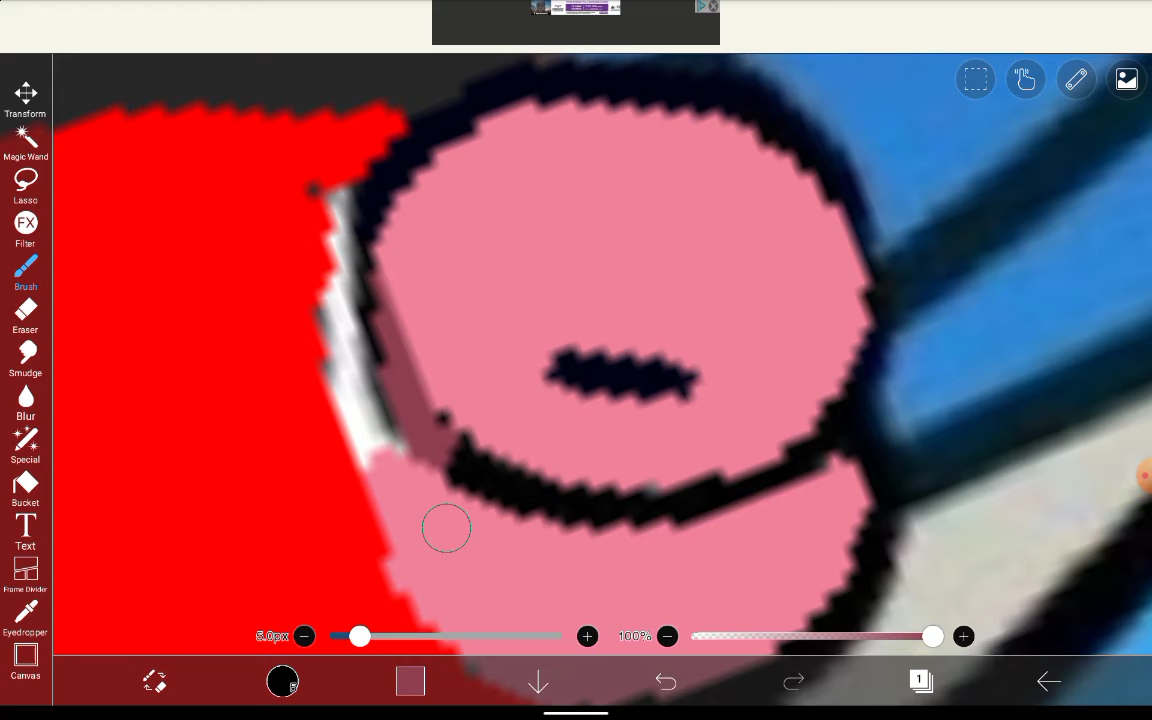 Transform
Magic Wand
Lasso
FX
Filter
Brush
Eraser
Smudge
Blur
Special
Bucket
T
Text
Frame Divider
Eyedropper
Canvas
5.0px
100%
1